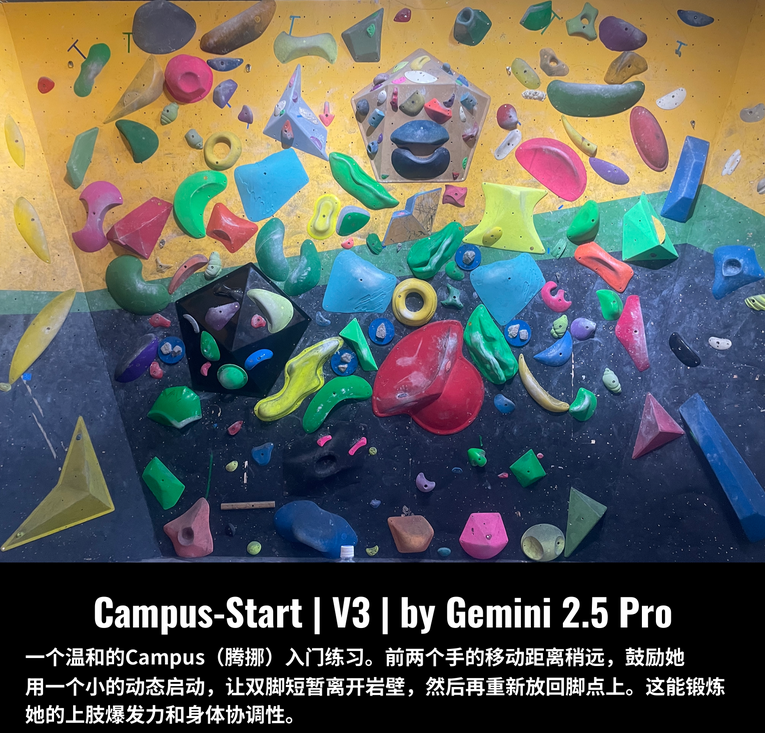 Campus-Start | V3 | by Gemini 2.5 Pro
一个温和的Campus（腾挪）入门练习。前两个手的移动距离稍远，鼓励她
用一个小的动态启动，让双脚短暂离开岩壁，然后再重新放回脚点上。这能锻炼
她的上肢爆发力和身体协调性。